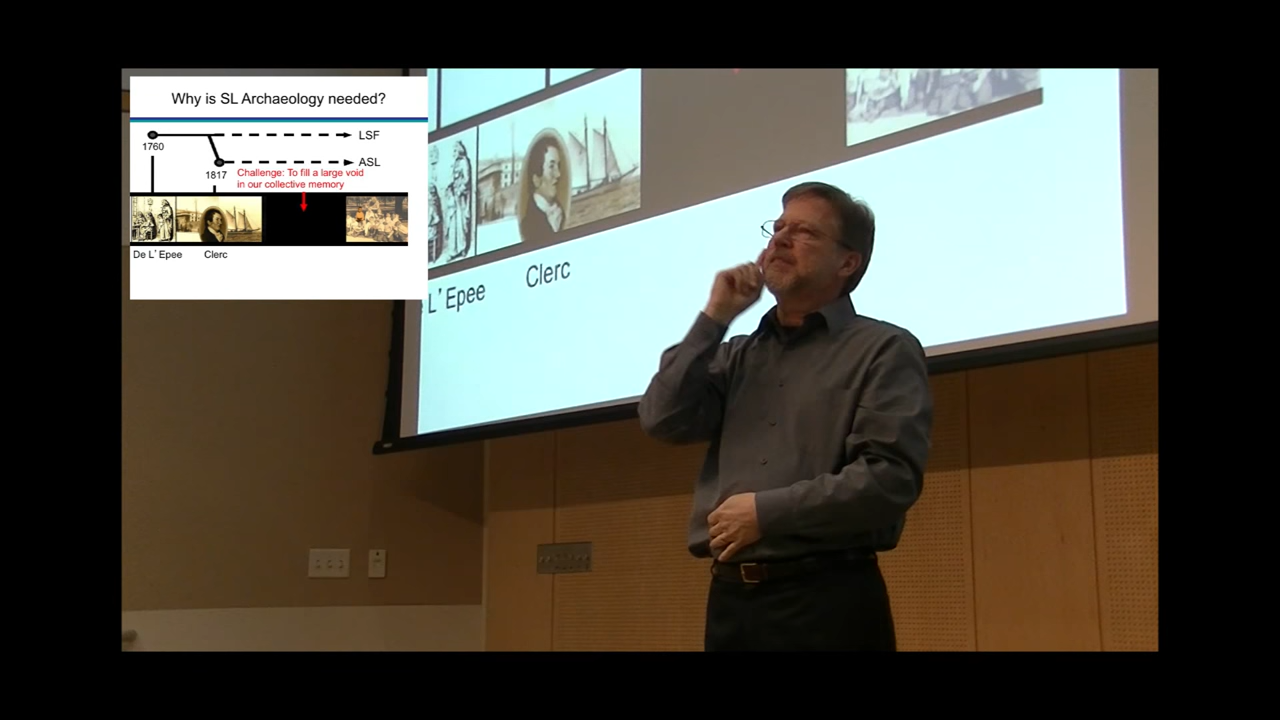 Why is SL Archaeology needed?
LSF
1760
ASL
1817
Challenge: To fill a large void
in our collective memory
De L'Epee
Clerc
L'Epee
Clerc